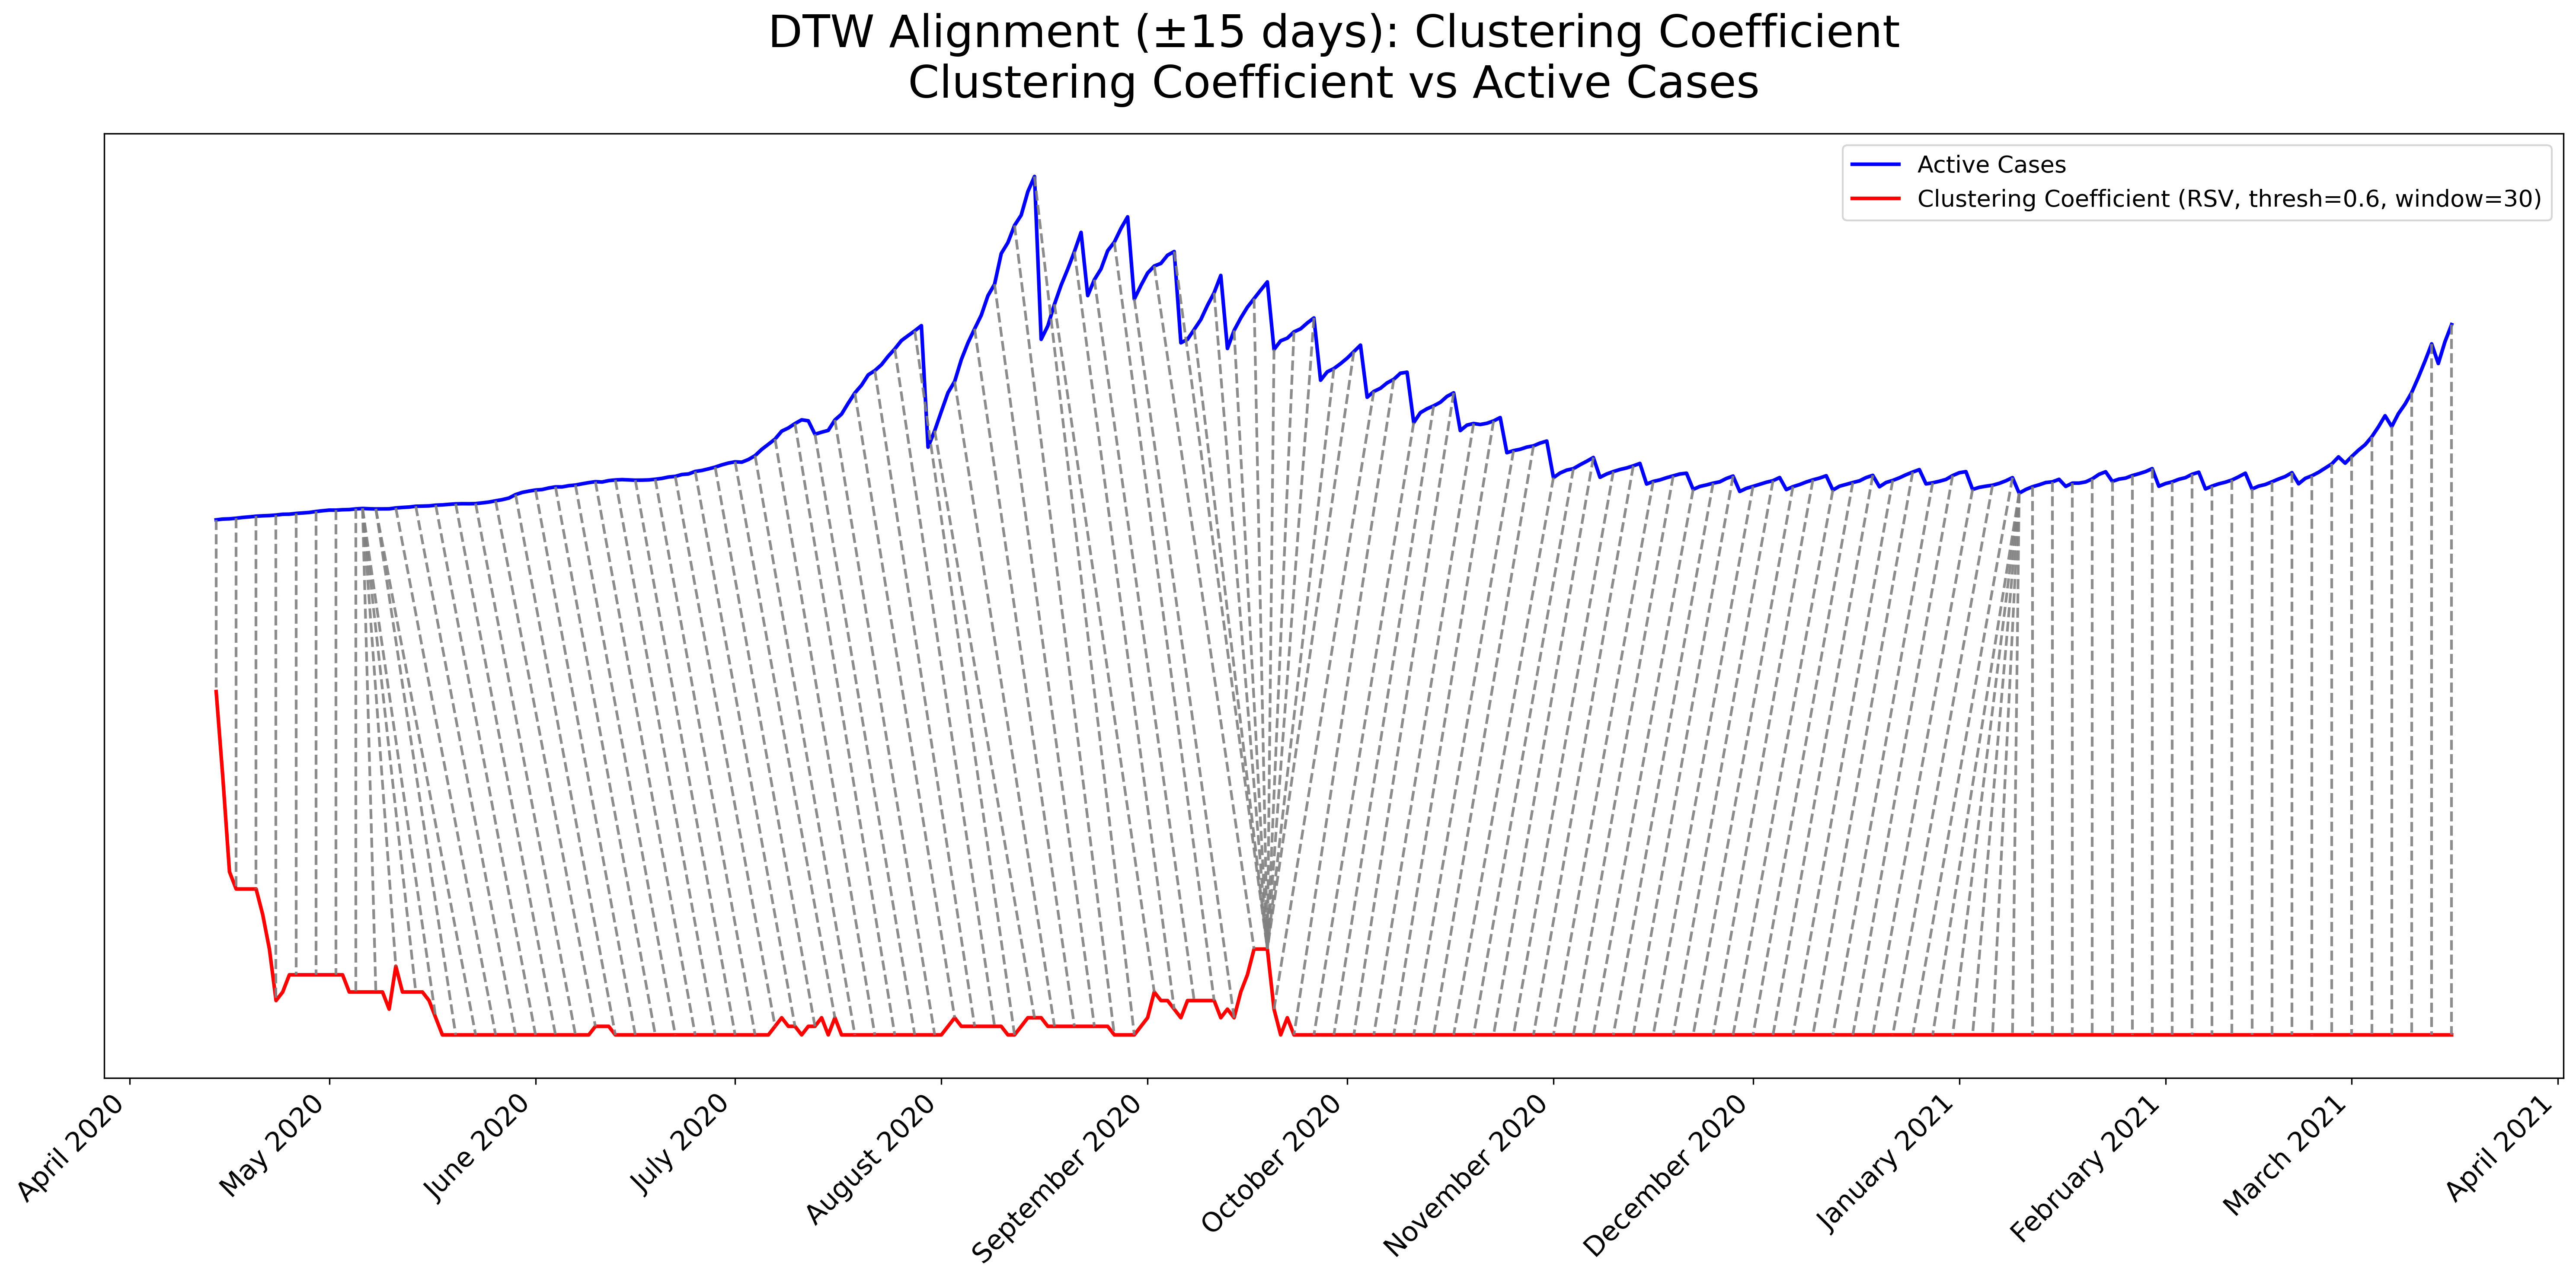 DTW Alignment (±15 days): Clustering Coefficient
Clustering Coefficient vs Active Cases
Active Cases
Clustering Coefficient (RSV, thresh=0.6, window=30)
April 2020
May 2020
June 2020
July 2020
August 2020
September 2020
October 2020
November 2020
December 2020
January 2021
February 2021
March 2021
April 2021